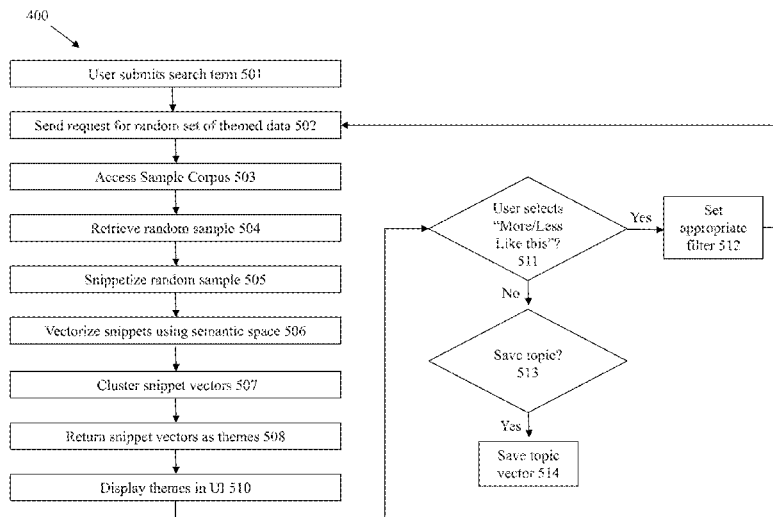 400
User submits search term 501
Send request for random set of themed data 502
Access Sample Corpus 503
Retrieve random sample 504
Snippetize random sample 505
Vectorize snippets using semantic space 506
Cluster snippet vectors 507
Return snippet vectors as themes 508
Display themes in UI 510
User selects
“More/Less
Like this”?
511
Yes
Set
appropriate
filter 512
No
Save topic?
513
Yes
Save topic
vector 514